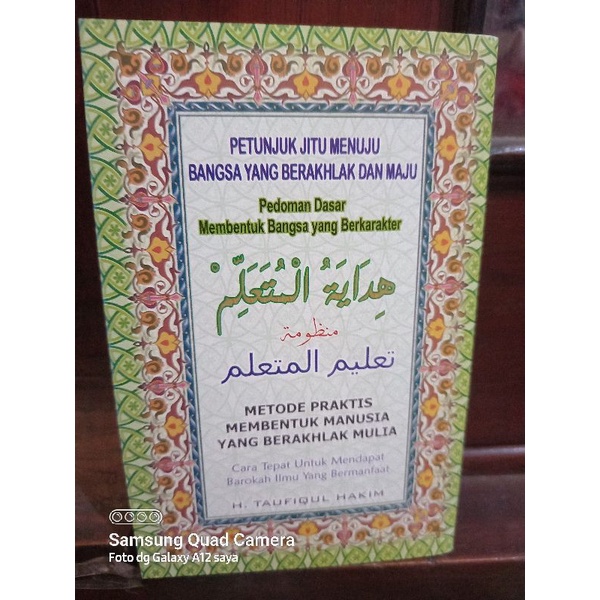 PETUNJUK JITU MENUJU
BANGSA YANG BERAKHLAK DAN MAJU
Pedoman Dasar
Membentuk Bangsa yang Berkarakter
هِدَايَةُ الْمُتَعَلِّمْ
منظومة
تعليم المتعلم
METODE PRAKTIS
MEMBENTUK MANUSIA
YANG BERAKHLAK MULIA
Cara Tepat Untuk Mendapat
Barokah Ilmu Yang Bermanfaat
H. TAUFIQUL HAKIM
Samsung Quad Camera
Foto dg Galaxy A12 saya